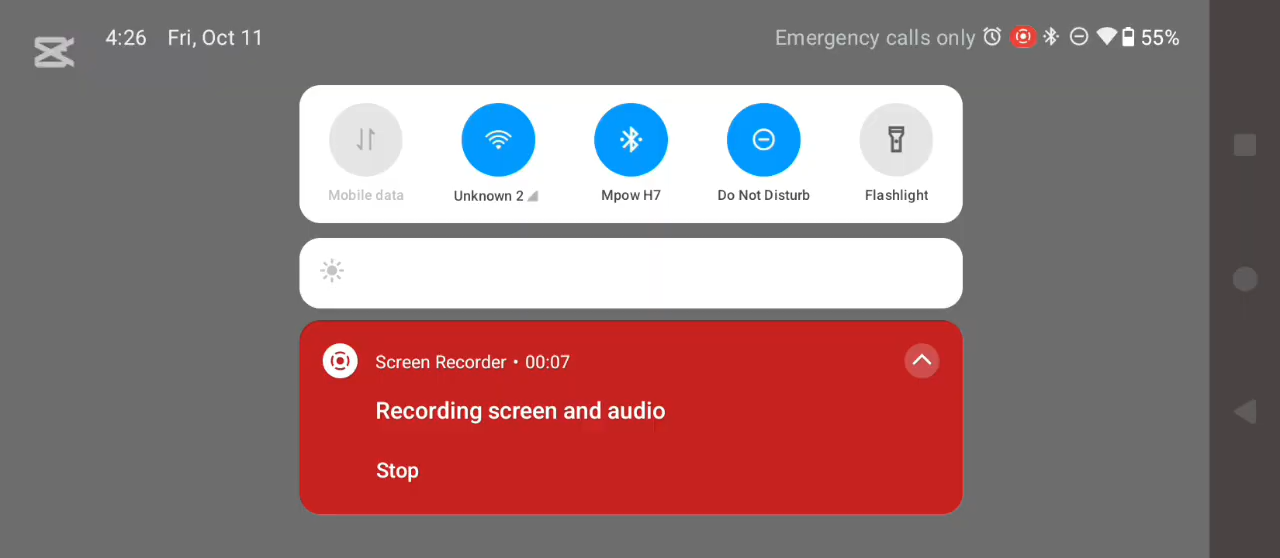 4:26 Fri, Oct 11 Emergency calls only 55%
Mobile data Unknown 2 Mpow H7 Do Not Disturb Flashlight
Screen Recorder • 00:07
Recording screen and audio
Stop